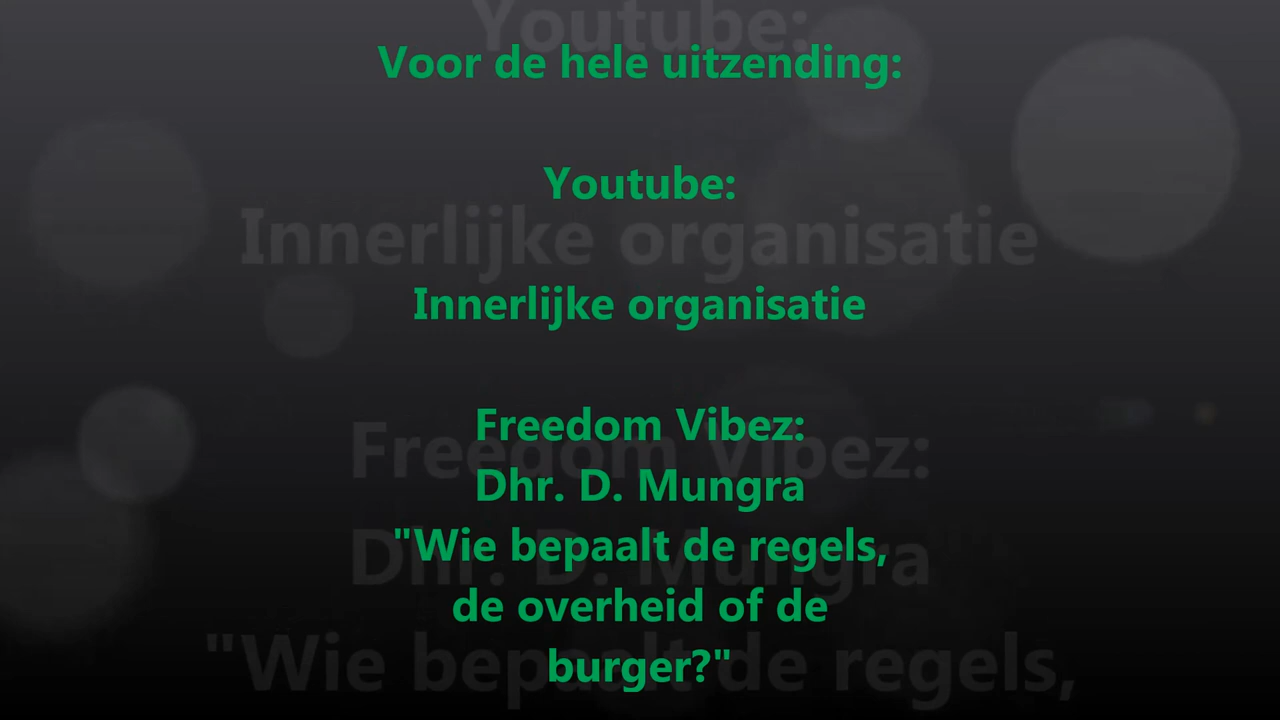 Voor de hele uitzending:
Youtube:
Innerlijke organisatie
Freedom Vibez:
Dhr. D. Mungra
"Wie bepaalt de regels,
de overheid of de
burger?"